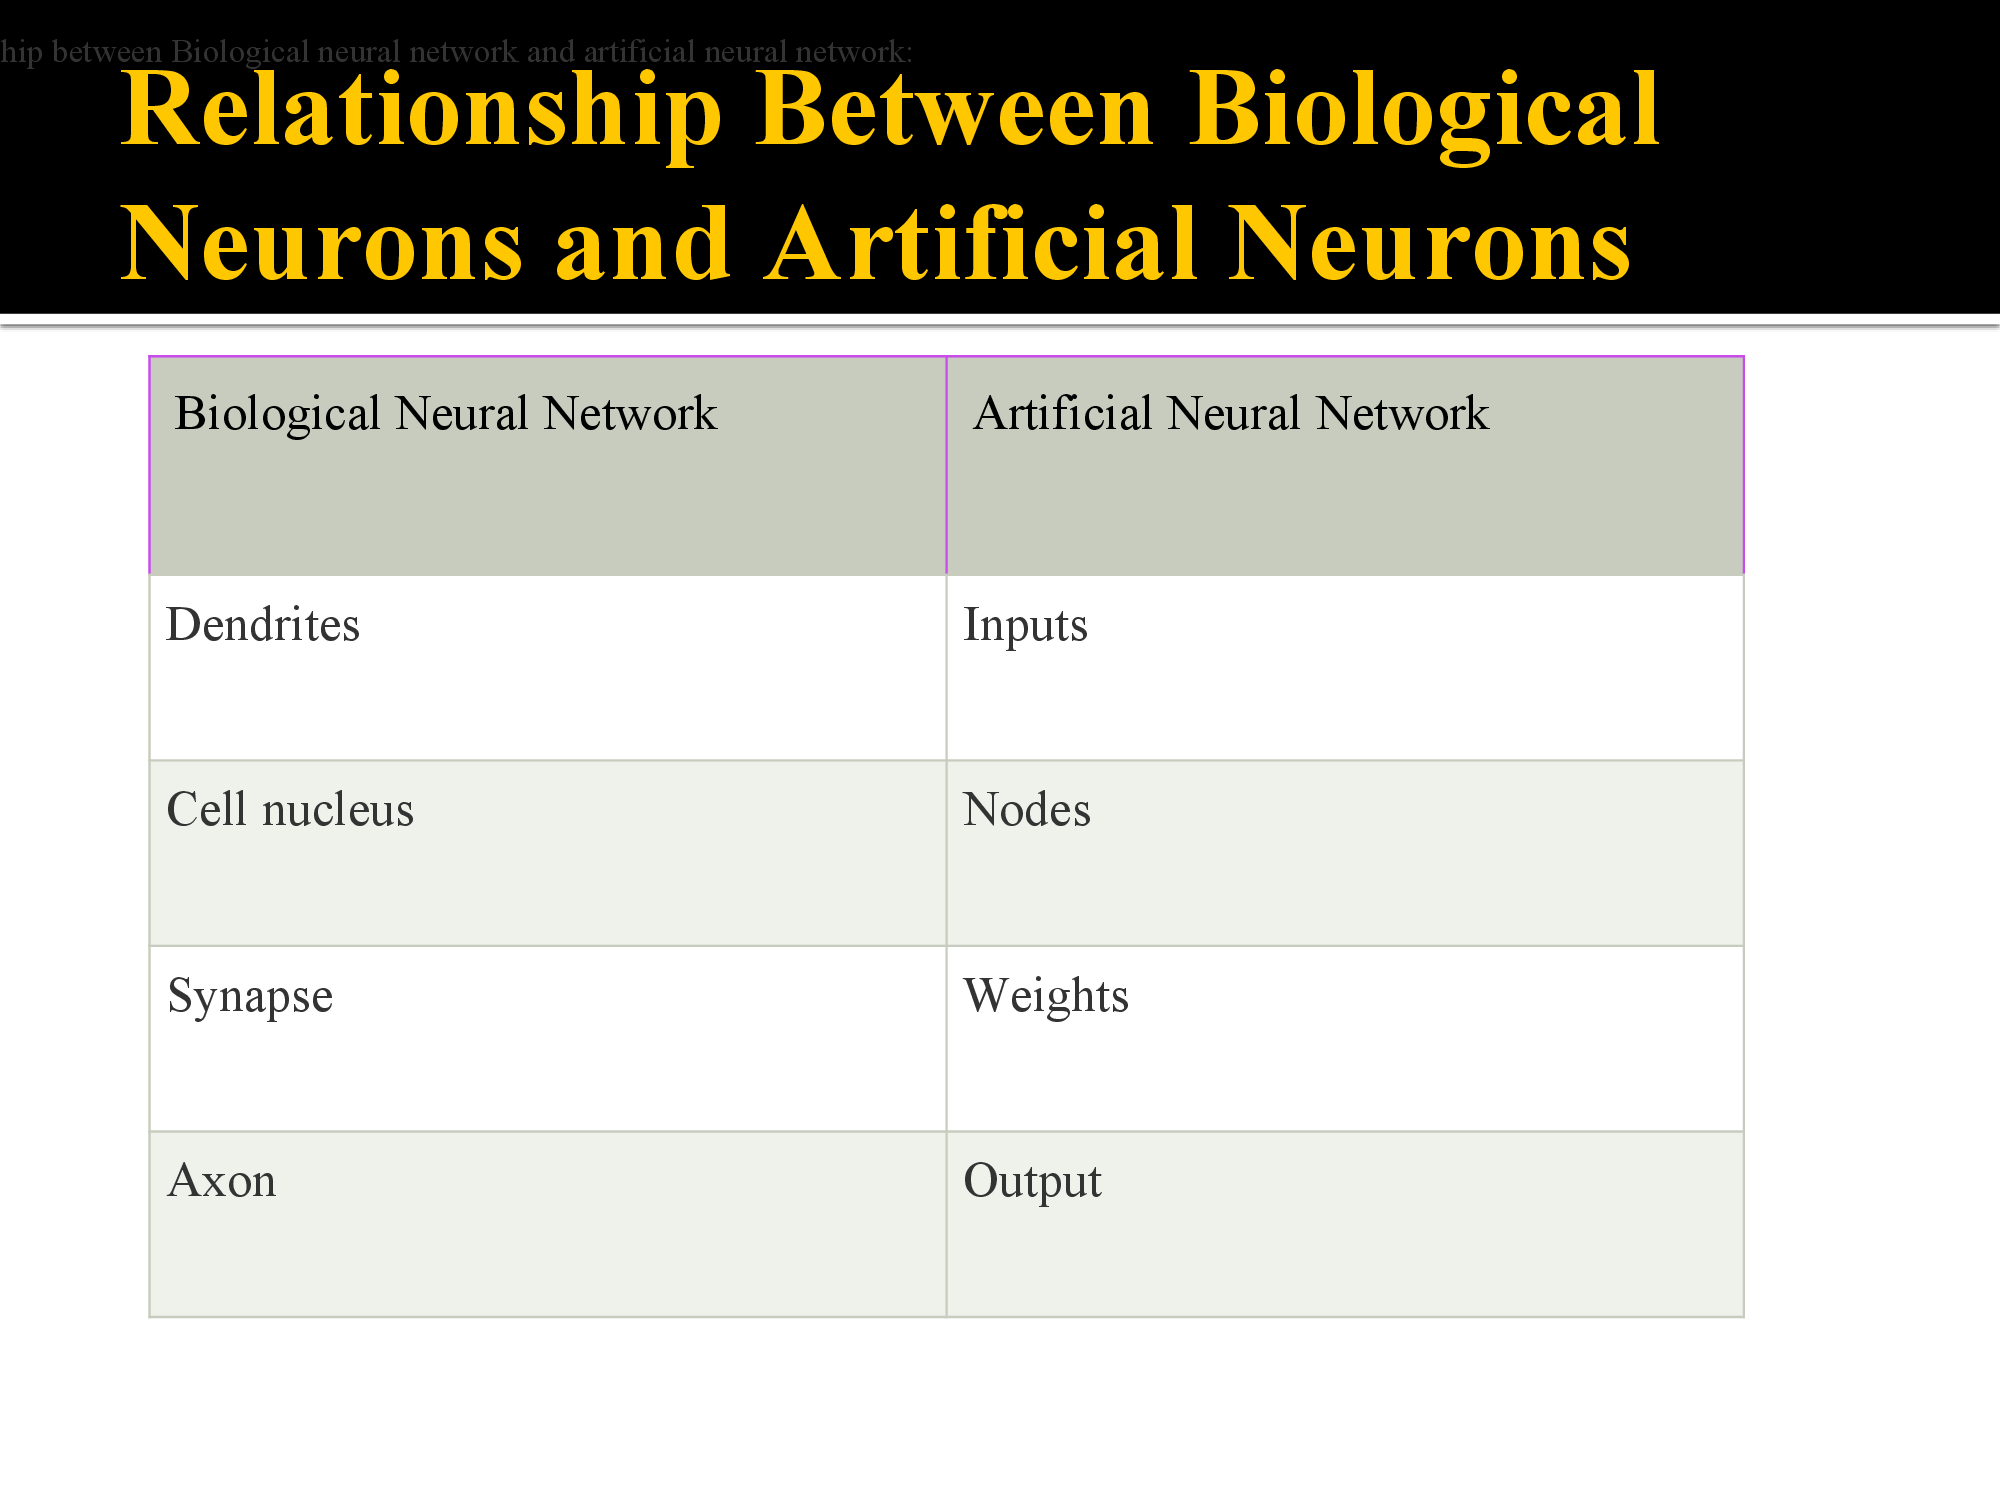 hip between Biological neural network and artificial neural network:
Relationship Between Biological
Neurons and Artificial Neurons
Biological Neural Network
Artificial Neural Network
Dendrites
Inputs
Cell nucleus
Nodes
Synapse
Weights
Axon
Output